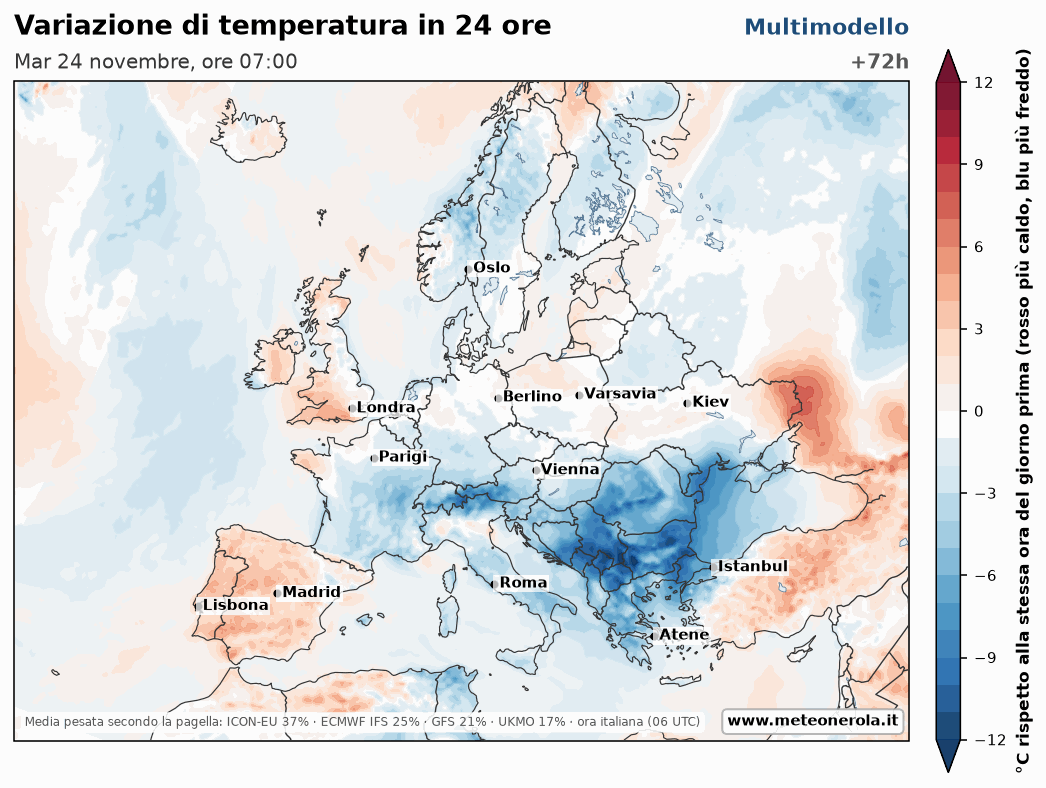 Variazione di temperatura in 24 ore
Multimodello
Mar 24 novembre, ore 07:00
+72h
Oslo
Londra
Berlino
Varsavia
Kiev
Parigi
Vienna
Istanbul
Roma
Madrid
Lisbona
Atene
Media pesata secondo la pagella: ICON-EU 37% · ECMWF IFS 25% · GFS 21% · UKMO 17% · ora italiana (06 UTC)
www.meteonerola.it
12
9
6
3
0
−3
−6
−9
−12
°C rispetto alla stessa ora del giorno prima (rosso più caldo, blu più freddo)